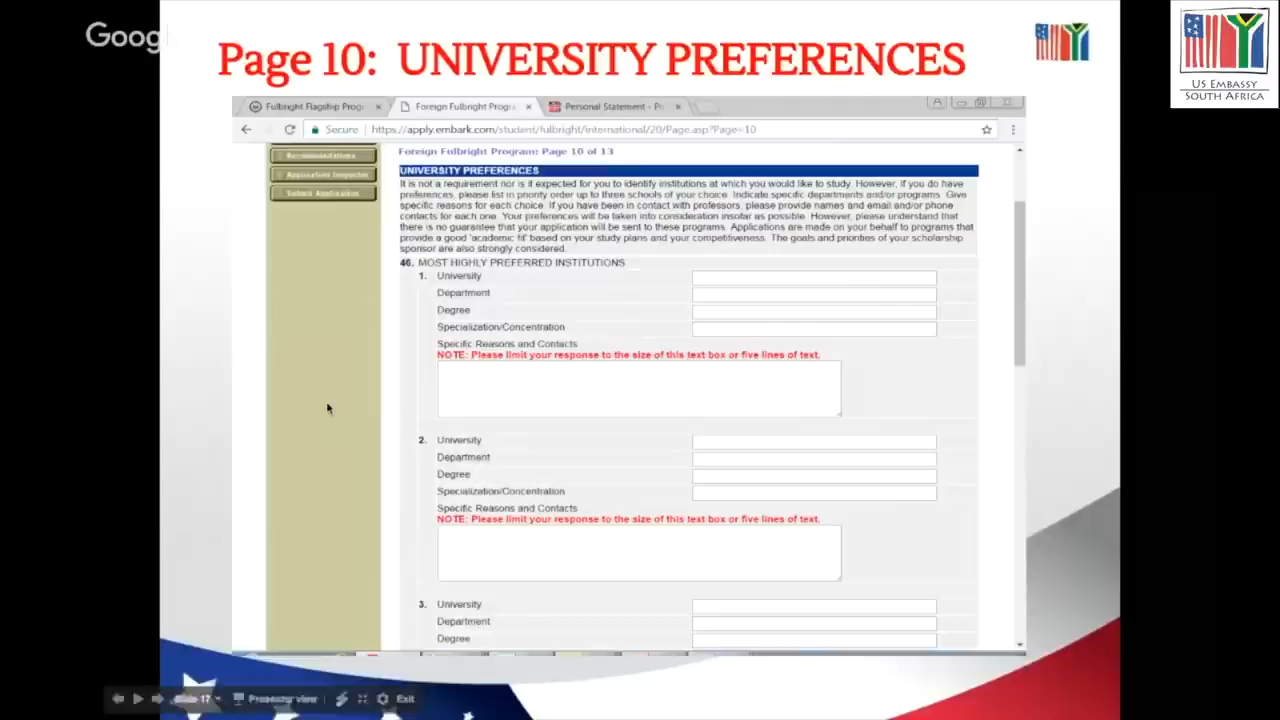 Google
Page 10: UNIVERSITY PREFERENCES
US EMBASSY
SOUTH AFRICA
Fulbright Flagship Progr × Foreign Fulbright Progra × Personal Statement - Po ×
Secure https://apply.embark.com/student/fulbright/international/20/Page.asp?Page=10
Recommendations
Application Inspector
Submit Application
Foreign Fulbright Program: Page 10 of 13
UNIVERSITY PREFERENCES
It is not a requirement nor is it expected for you to identify institutions at which you would like to study. However, if you do have
preferences, please list in priority order up to three schools of your choice. Indicate specific departments and/or programs. Give
specific reasons for each choice. If you have been in contact with professors, please provide names and email and/or phone
contacts for each one. Your preferences will be taken into consideration insofar as possible. However, please understand that
there is no guarantee that your application will be sent to these programs. Applications are made on your behalf to programs that
provide a good 'academic fit' based on your study plans and your competitiveness. The goals and priorities of your scholarship
sponsor are also strongly considered.
46. MOST HIGHLY PREFERRED INSTITUTIONS
1. University
Department
Degree
Specialization/Concentration
Specific Reasons and Contacts
NOTE: Please limit your response to the size of this text box or five lines of text.
2. University
Department
Degree
Specialization/Concentration
Specific Reasons and Contacts
NOTE: Please limit your response to the size of this text box or five lines of text.
3. University
Department
Degree
Slide 17 Presenter view Exit